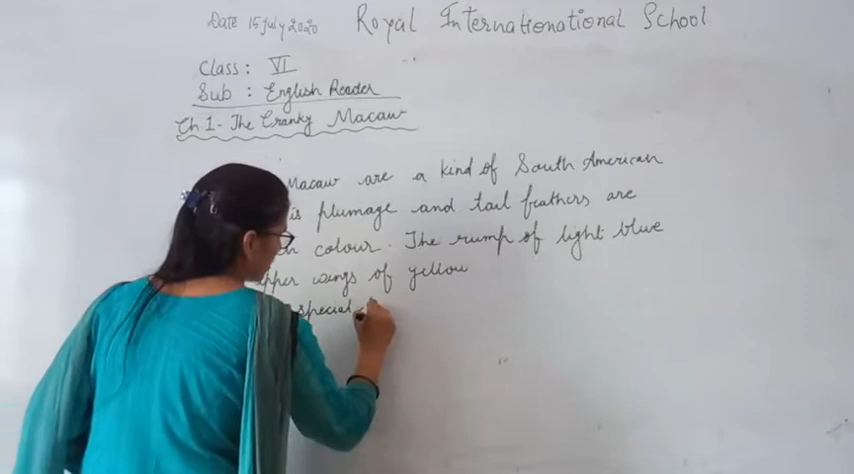 Date 15 july 2020 Royal International School
Class : VI
Sub : English Reader
Ch 1 - The Cranky Macaw
Macaw are a kind of South American
is plumage and tail feathers are
colour. The rump of light blue
upper wings of yellow
special